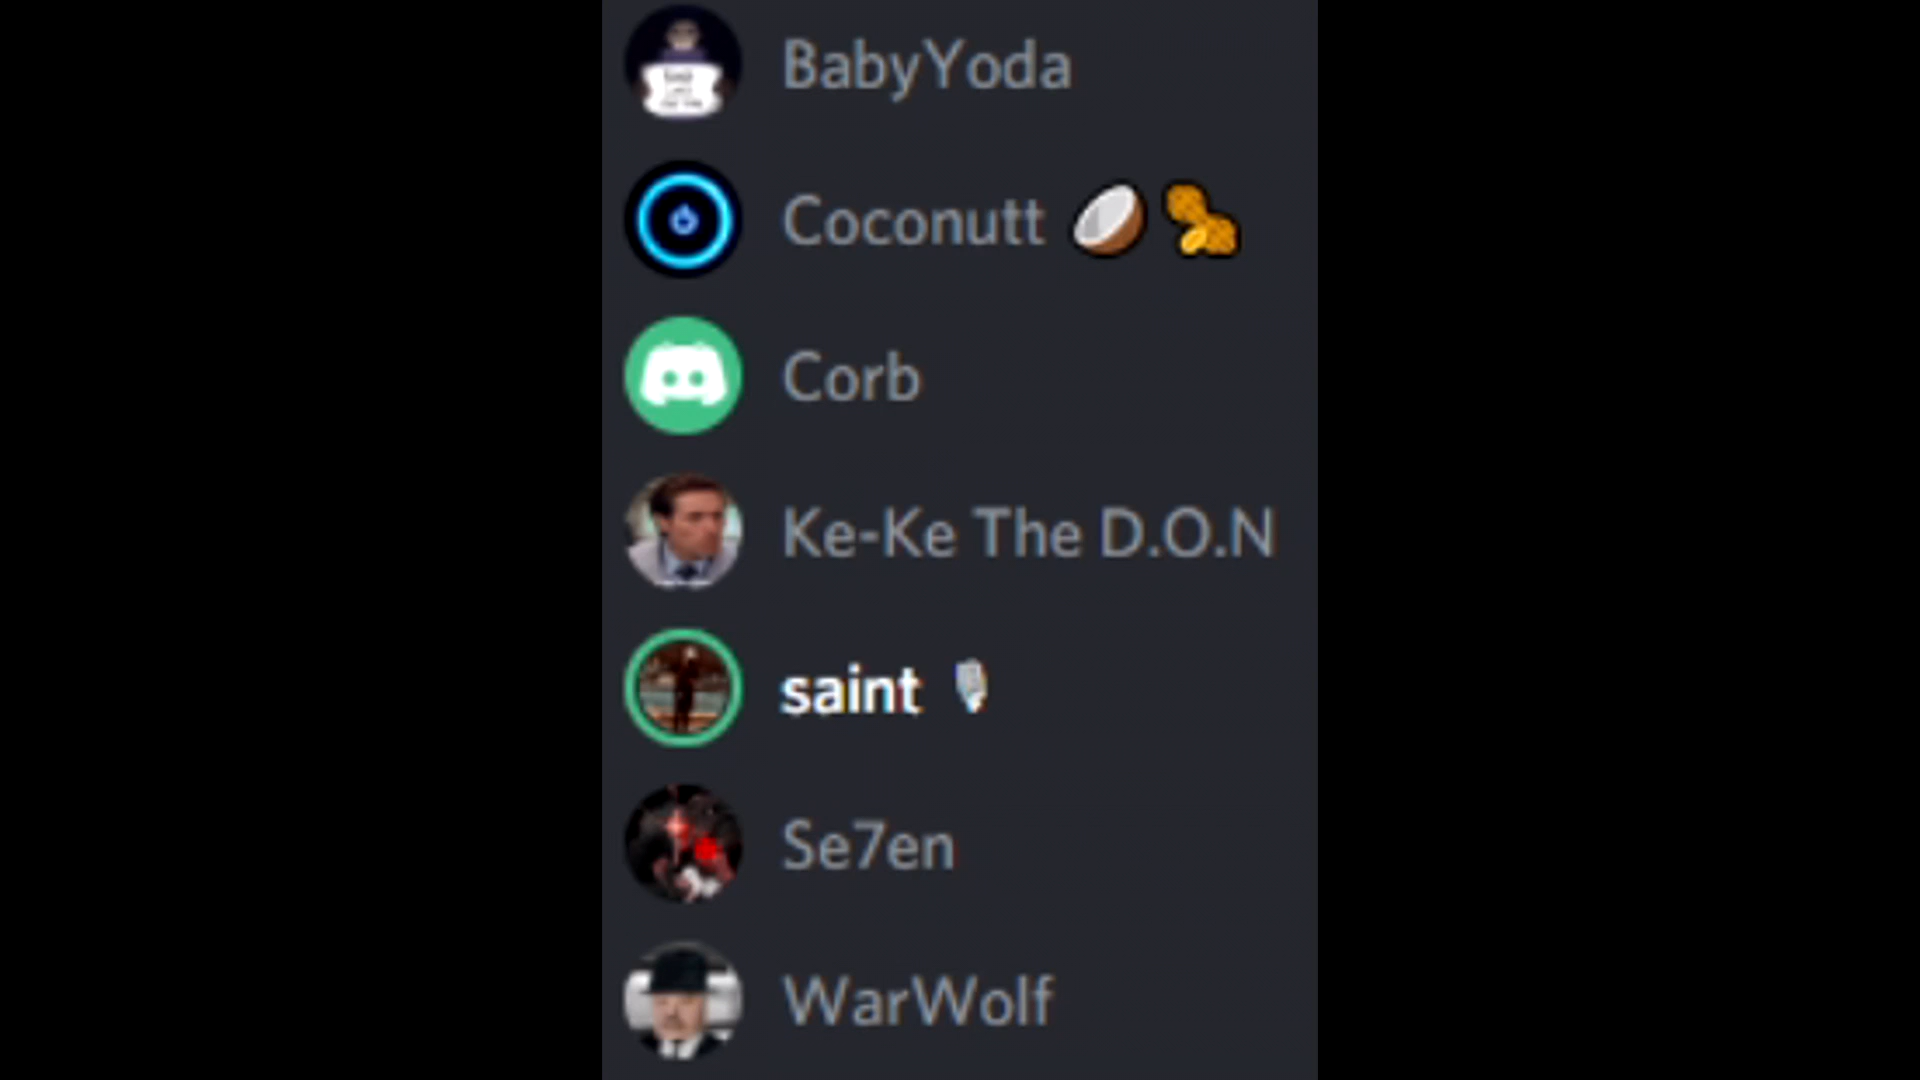 BabyYoda
Coconutt 🥥🥜
Corb
Ke-Ke The D.O.N
saint
Se7en
WarWolf